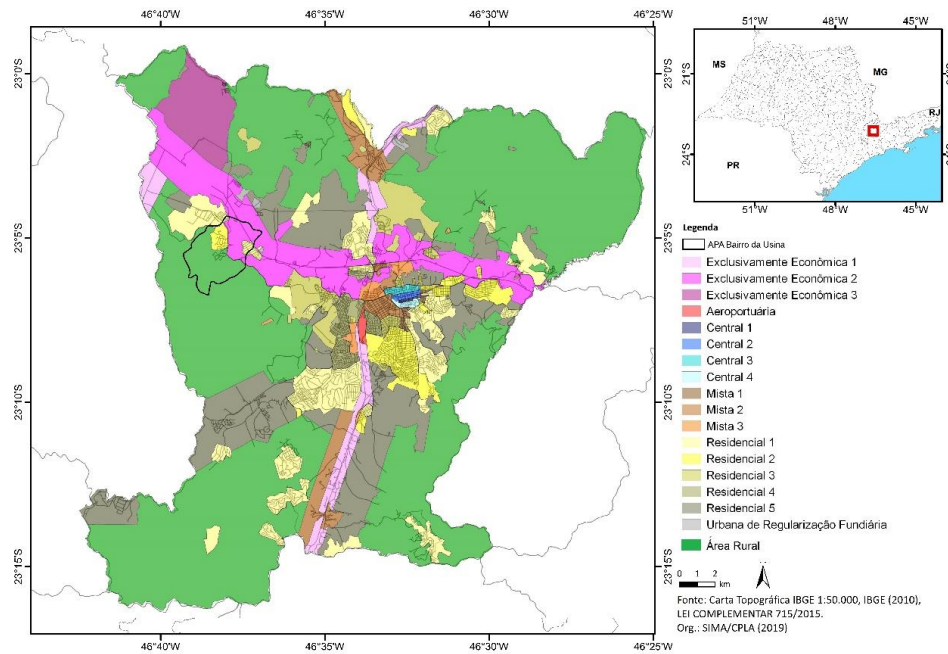 46°40'W
46°35'W
46°30'W
46°25'W
23°0'S
23°5'S
23°10'S
23°15'S
23°0'S
23°5'S
23°10'S
23°15'S
46°40'W
46°35'W
46°30'W
46°25'W
51°W
48°W
45°W
21°S
24°S
21°S
24°S
MS
MG
RJ
PR
51°W
48°W
45°W
Legenda
APA Bairro da Usina
Exclusivamente Econômica 1
Exclusivamente Econômica 2
Exclusivamente Econômica 3
Aeroportuária
Central 1
Central 2
Central 3
Central 4
Mista 1
Mista 2
Mista 3
Residencial 1
Residencial 2
Residencial 3
Residencial 4
Residencial 5
Urbana de Regularização Fundiária
Área Rural
0 1 2
km
Fonte: Carta Topográfica IBGE 1:50.000, IBGE (2010),
LEI COMPLEMENTAR 715/2015.
Org.: SIMA/CPLA (2019)